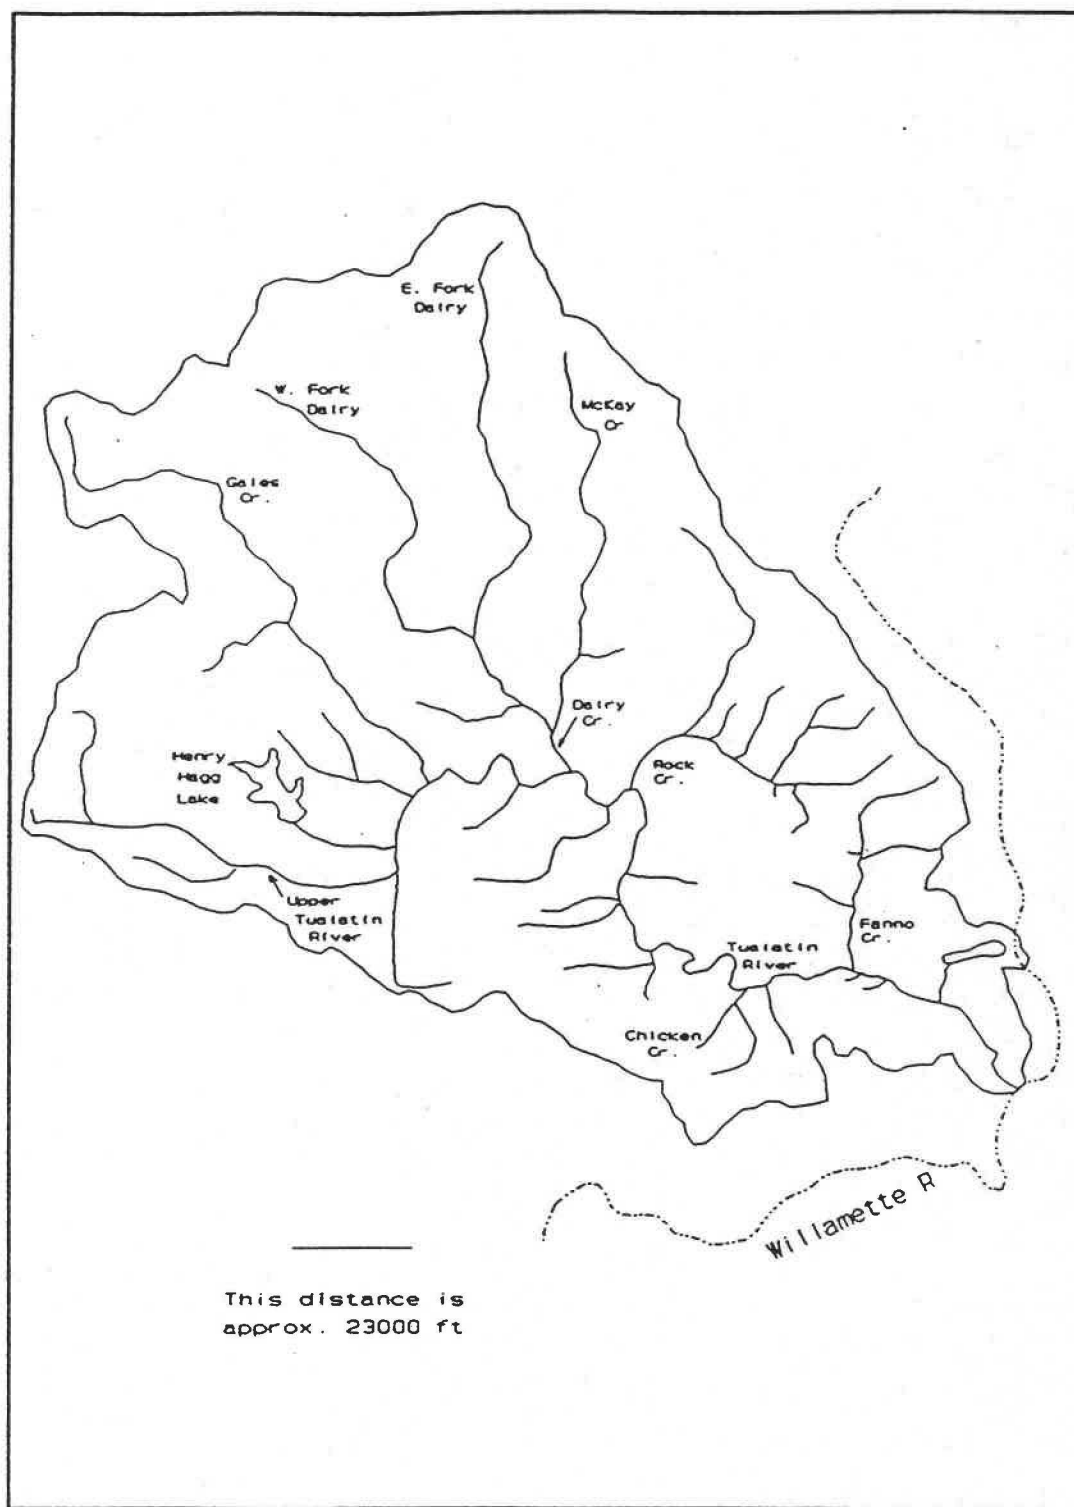 E. Fork
Dairy
W. Fork
Dairy
McKay
Cr
Gales
Cr.
Dairy
Cr.
Henry
Hagg
Lake
Rock
Cr.
Upper
Tualatin
River
Fanno
Cr.
Tualatin
River
Chicken
Cr.
Willamette R
This distance is
approx. 23000 ft